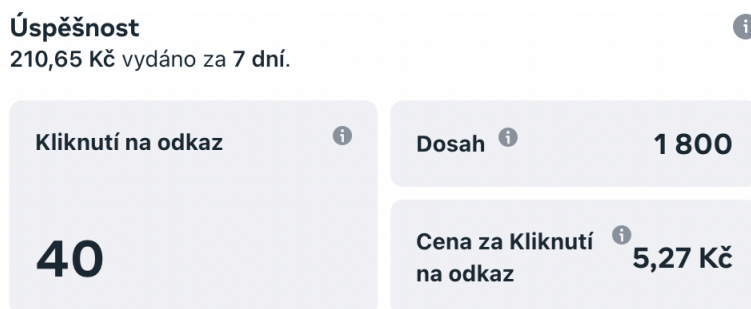 Úspěšnost
210,65 Kč vydáno za 7 dní.
Kliknutí na odkaz
40
Dosah
1 800
Cena za Kliknutí
na odkaz
5,27 Kč